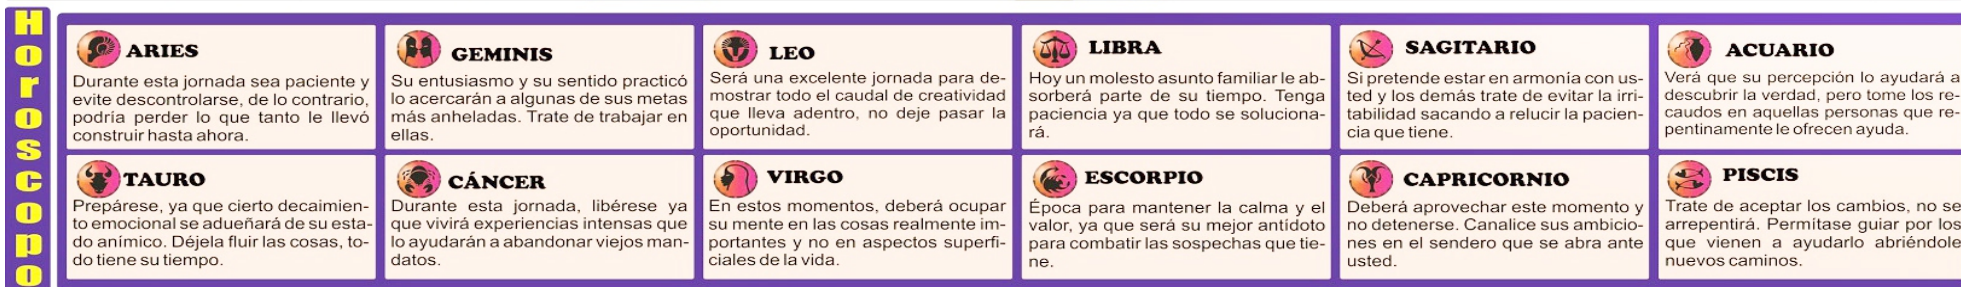 Horoscopo
ARIES
Durante esta jornada sea paciente y
evite descontrolarse, de lo contrario,
podría perder lo que tanto le llevó
construir hasta ahora.
TAURO
Prepárese, ya que cierto decaimien-
to emocional se adueñará de su esta-
do anímico. Déjela fluir las cosas, to-
do tiene su tiempo.
GEMINIS
Su entusiasmo y su sentido practicó
lo acercarán a algunas de sus metas
más anheladas. Trate de trabajar en
ellas.
CÁNCER
Durante esta jornada, libérese ya
que vivirá experiencias intensas que
lo ayudarán a abandonar viejos man-
datos.
LEO
Será una excelente jornada para de-
mostrar todo el caudal de creatividad
que lleva adentro, no deje pasar la
oportunidad.
VIRGO
En estos momentos, deberá ocupar
su mente en las cosas realmente im-
portantes y no en aspectos superfi-
ciales de la vida.
LIBRA
Hoy un molesto asunto familiar le ab-
sorberá parte de su tiempo. Tenga
paciencia ya que todo se soluciona-
rá.
ESCORPIO
Época para mantener la calma y el
valor, ya que será su mejor antídoto
para combatir las sospechas que tie-
ne.
SAGITARIO
Si pretende estar en armonía con us-
ted y los demás trate de evitar la irri-
tabilidad sacando a relucir la pacien-
cia que tiene.
CAPRICORNIO
Deberá aprovechar este momento y
no detenerse. Canalice sus ambicio-
nes en el sendero que se abra ante
usted.
ACUARIO
Verá que su percepción lo ayudará a
descubrir la verdad, pero tome los re-
caudos en aquellas personas que re-
pentinamente le ofrecen ayuda.
PISCIS
Trate de aceptar los cambios, no se
arrepentirá. Permítase guiar por los
que vienen a ayudarlo abriéndole
nuevos caminos.